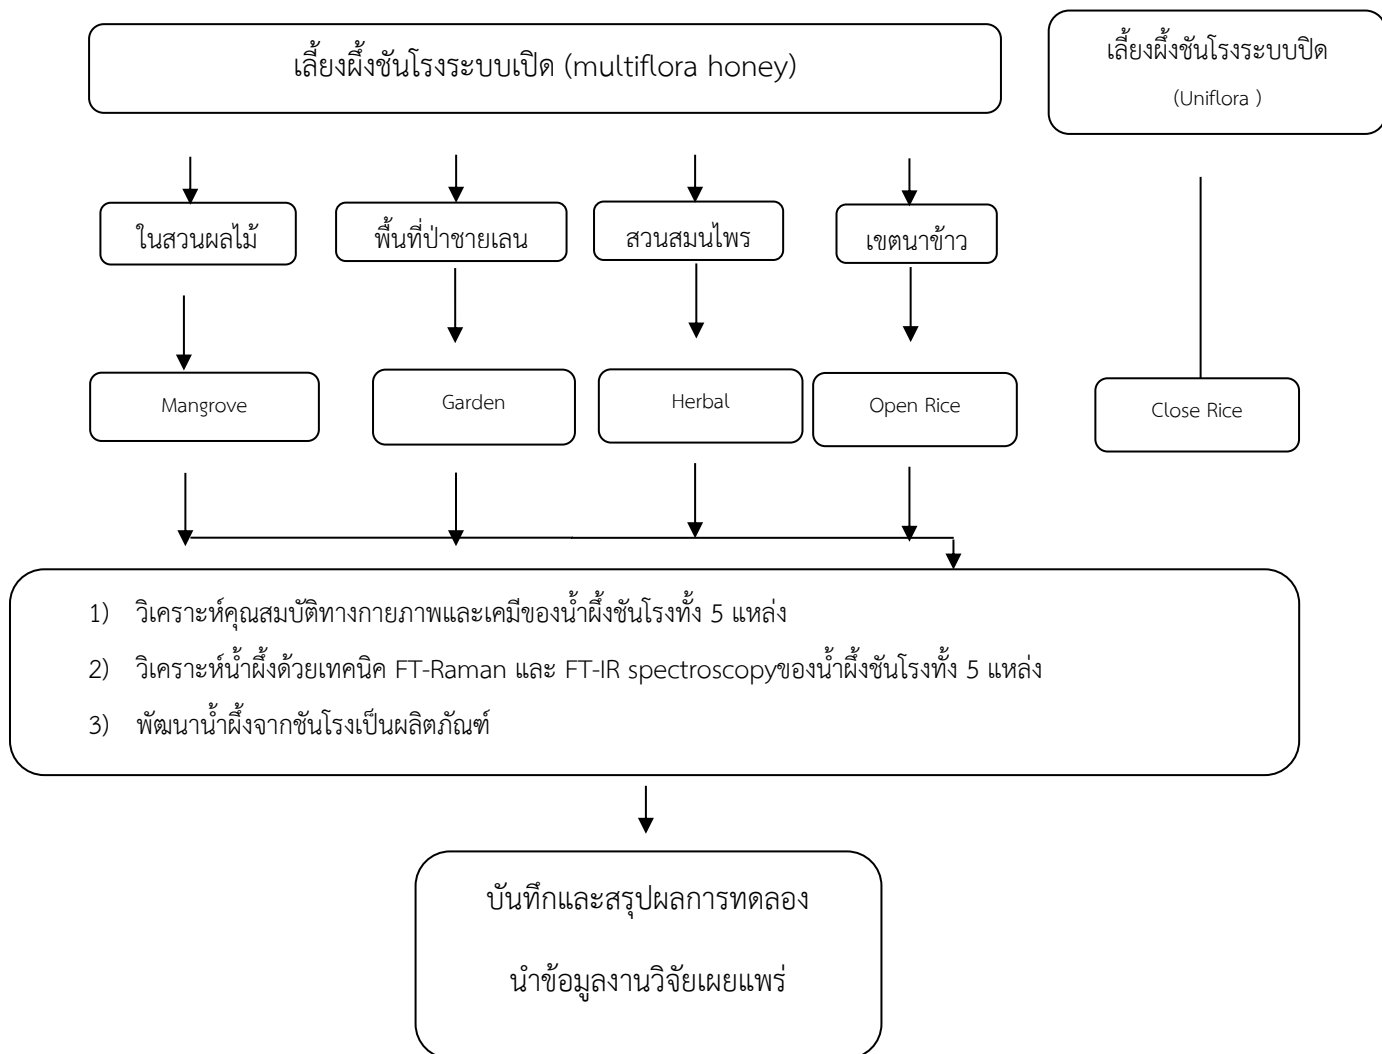 เลี้ยงผึ้งชันโรงระบบเปิด (multiflora honey)
เลี้ยงผึ้งชันโรงระบบปิด
(Uniflora )
ในสวนผลไม้
พื้นที่ป่าชายเลน
สวนสมนไพร
เขตนาข้าว
Mangrove
Garden
Herbal
Open Rice
Close Rice
1) วิเคราะห์คุณสมบัติทางกายภาพและเคมีของน้ำผึ้งชันโรงทั้ง 5 แหล่ง
2) วิเคราะห์น้ำผึ้งด้วยเทคนิค FT-Raman และ FT-IR spectroscopyของน้ำผึ้งชันโรงทั้ง 5 แหล่ง
3) พัฒนาน้ำผึ้งจากชันโรงเป็นผลิตภัณฑ์
บันทึกและสรุปผลการทดลอง
นำข้อมูลงานวิจัยเผยแพร่